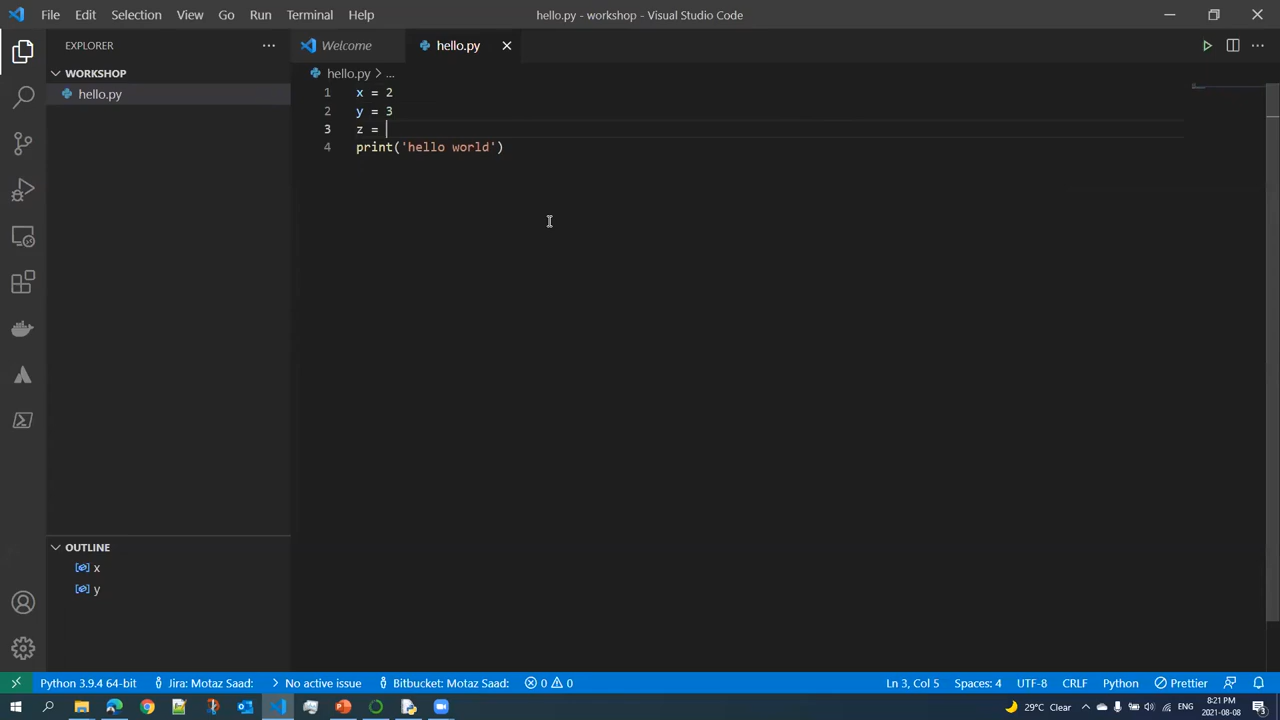 File Edit Selection View Go Run Terminal Help
hello.py - workshop - Visual Studio Code
EXPLORER
Welcome
hello.py
WORKSHOP
hello.py
hello.py > ...
1 x = 2
2 y = 3
3 z =
4 print('hello world')
OUTLINE
x
y
Python 3.9.4 64-bit Jira: Motaz Saad: No active issue Bitbucket: Motaz Saad: 0 0 Ln 3, Col 5 Spaces: 4 UTF-8 CRLF Python Prettier
29°C Clear ENG 8:21 PM
2021-08-08
3